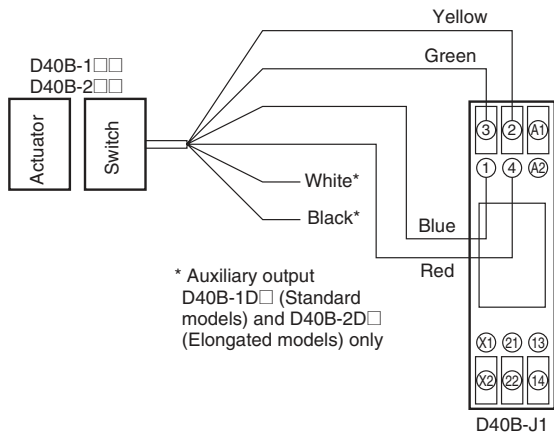 Yellow
Green
D40B-1□□
D40B-2□□
Actuator
Switch
3 2 A1
1 4 A2
White*
Black*
Blue
Red
* Auxiliary output
D40B-1D□ (Standard
models) and D40B-2D□
(Elongated models) only
X1 21 13
X2 22 14
D40B-J1